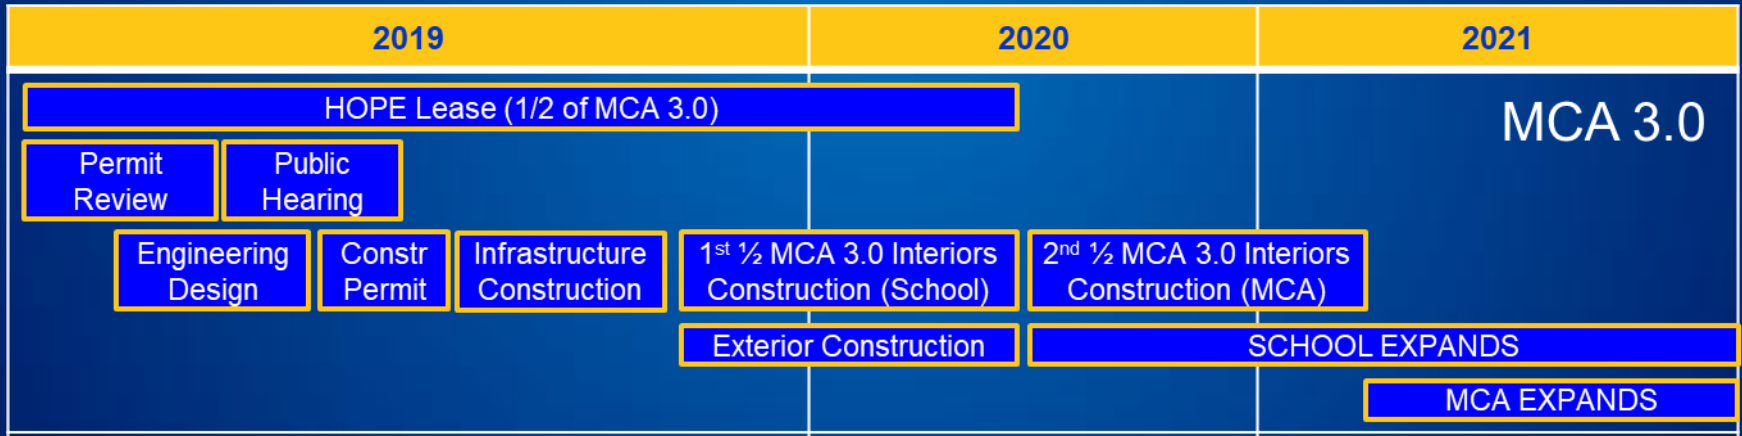 2019 2020 2021
HOPE Lease (1/2 of MCA 3.0)
MCA 3.0
Permit
Review
Public
Hearing
Engineering
Design
Constr
Permit
Infrastructure
Construction
1st ½ MCA 3.0 Interiors
Construction (School)
2nd ½ MCA 3.0 Interiors
Construction (MCA)
Exterior Construction
SCHOOL EXPANDS
MCA EXPANDS